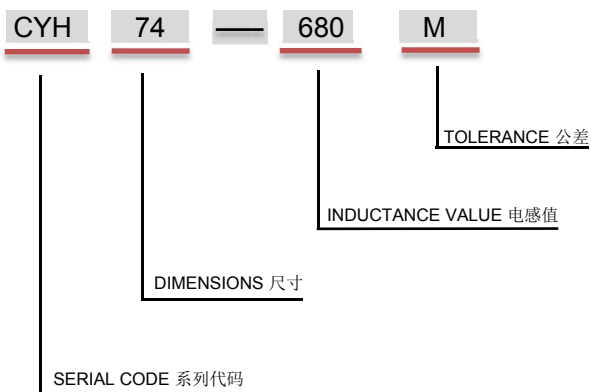 CYH 74 — 680 M
TOLERANCE 公差
INDUCTANCE VALUE 电感值
DIMENSIONS 尺寸
SERIAL CODE 系列代码